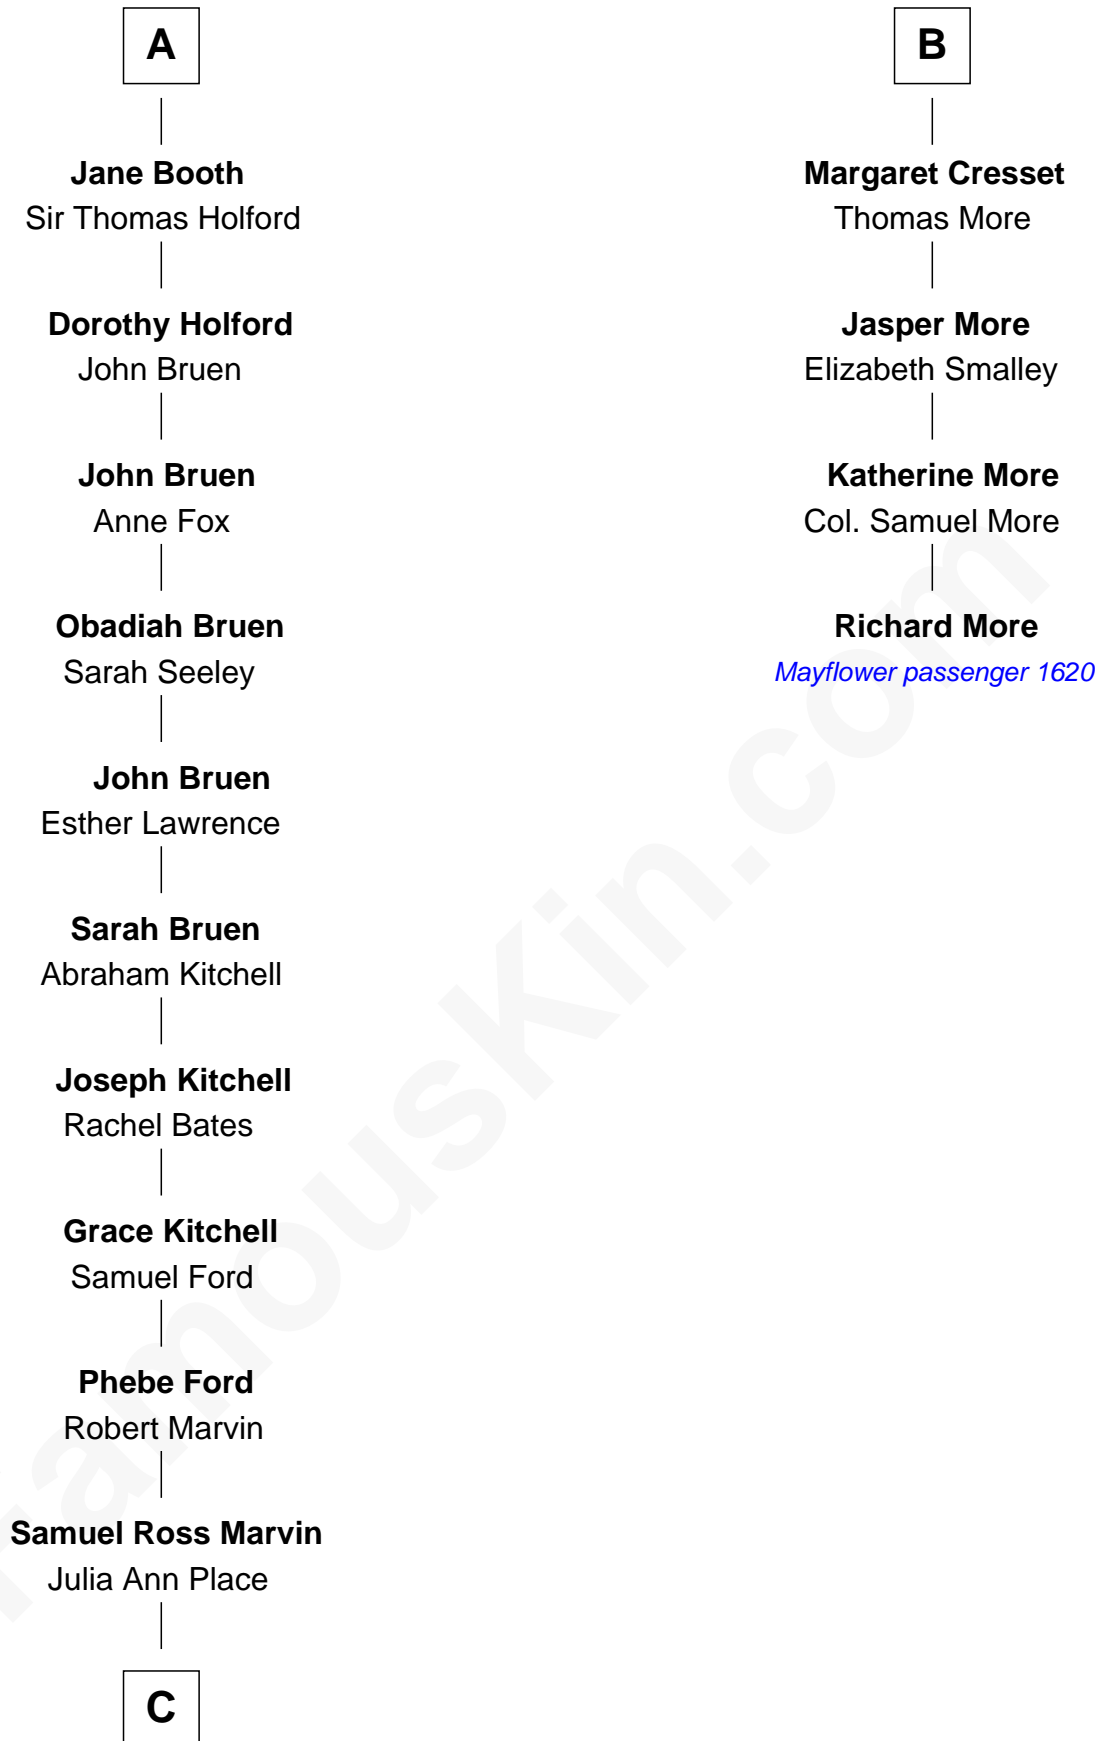 A
Jane Booth
Sir Thomas Holford
Dorothy Holford
John Bruen
John Bruen
Anne Fox
Obadiah Bruen
Sarah Seeley
John Bruen
Esther Lawrence
Sarah Bruen
Abraham Kitchell
Joseph Kitchell
Rachel Bates
Grace Kitchell
Samuel Ford
Phebe Ford
Robert Marvin
Samuel Ross Marvin
Julia Ann Place
C
B
Margaret Cresset
Thomas More
Jasper More
Elizabeth Smalley
Katherine More
Col. Samuel More
Richard More
Mayflower passenger 1620
FamousKin.com